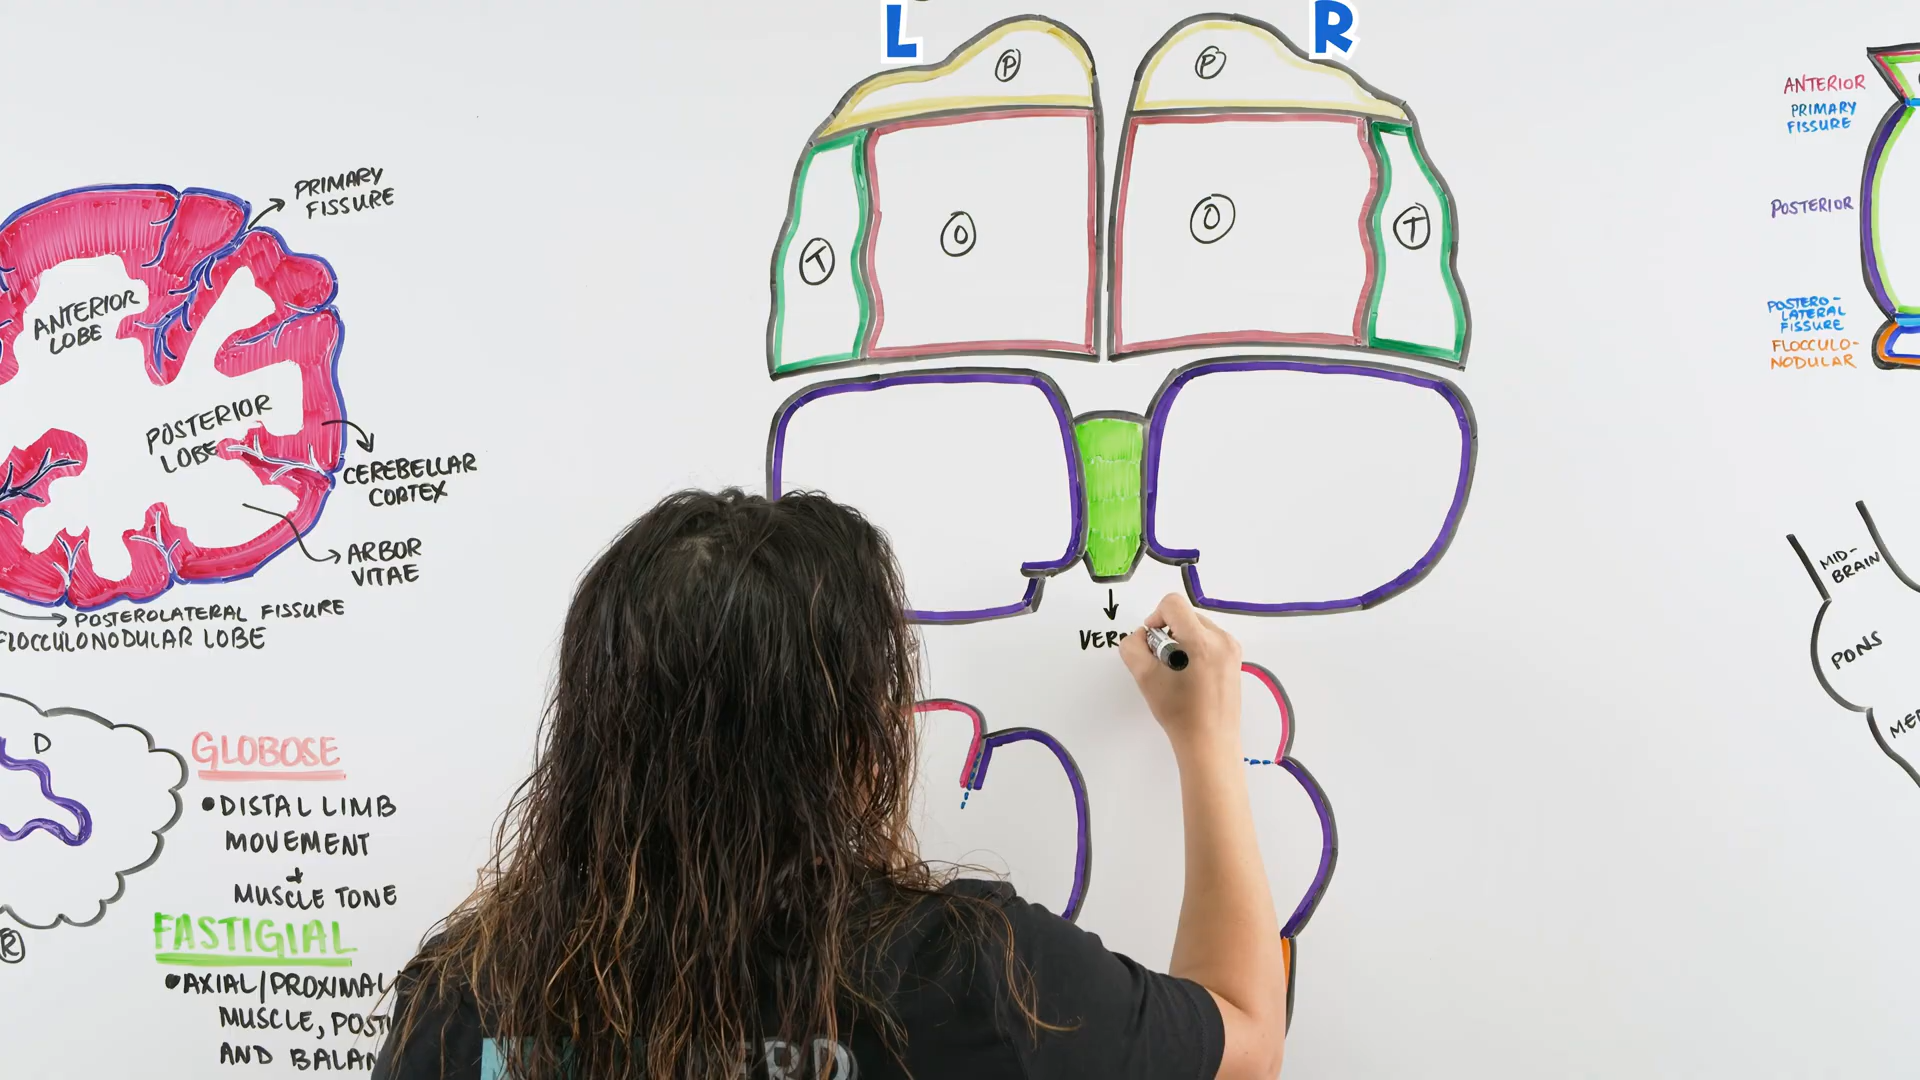 L
R
P
P
T
O
O
T
PRIMARY
FISSURE
ANTERIOR
LOBE
POSTERIOR
LOBE
CEREBELLAR
CORTEX
ARBOR
VITAE
POSTEROLATERAL FISSURE
FLOCCULONODULAR LOBE
D
R
GLOBOSE
•DISTAL LIMB
MOVEMENT
+
MUSCLE TONE
FASTIGIAL
•AXIAL/PROXIMAL
MUSCLE,
AND
ANTERIOR
PRIMARY
FISSURE
POSTERIOR
POSTERO-
LATERAL
FISSURE
FLOCCULO-
NODULAR
MID-
BRAIN
PONS